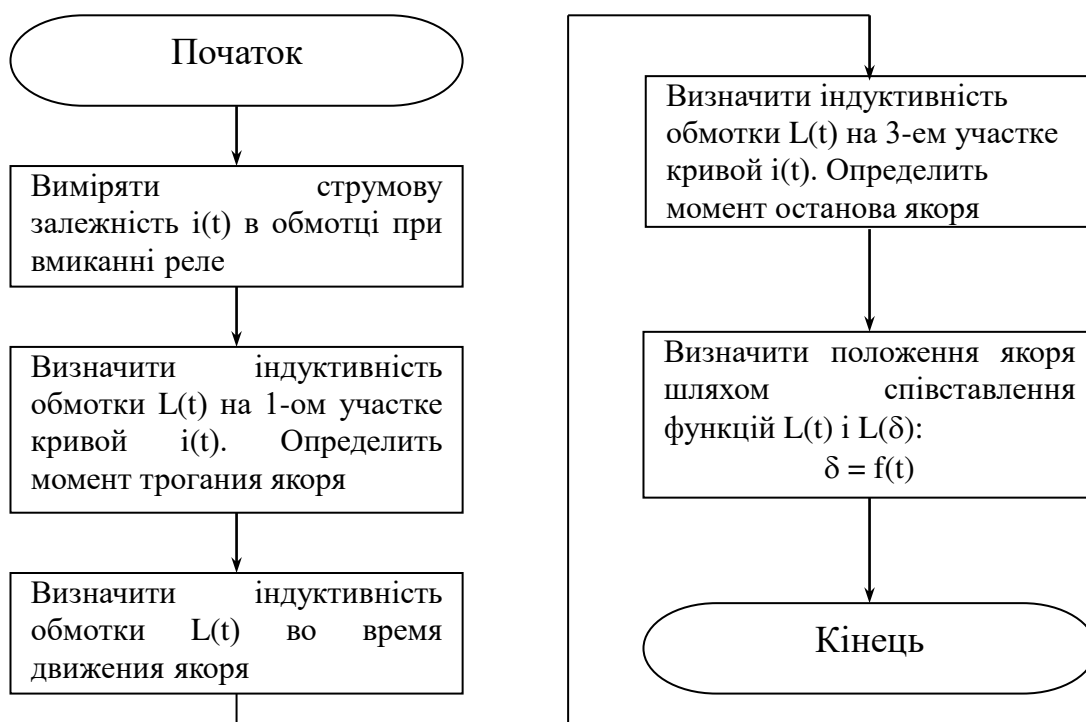 Початок
Виміряти струмову
залежність i(t) в обмотці при
вмиканні реле
Визначити індуктивність
обмотки L(t) на 1-ом участке
кривой i(t). Определить
момент трогания якоря
Визначити індуктивність
обмотки L(t) во время
движения якоря
Визначити індуктивність
обмотки L(t) на 3-ем участке
кривой i(t). Определить
момент останова якоря
Визначити положення якоря
шляхом співставлення
функцій L(t) і L(δ):
δ = f(t)
Кінець